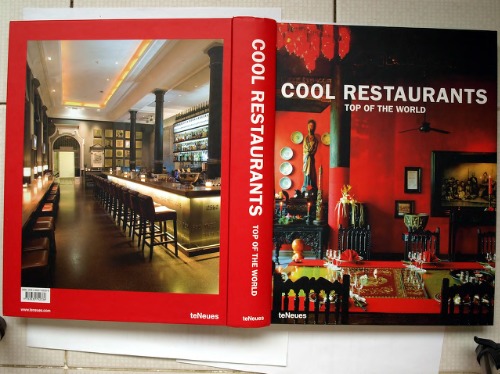 www.teneues.com
teNeues
COOL RESTAURANTS TOP OF THE WORLD
teNeues
COOL RESTAURANTS
TOP OF THE WORLD
teNeues